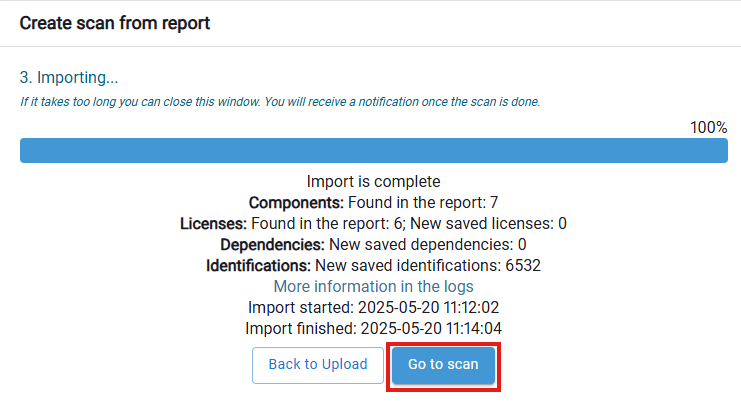 Create scan from report
3. Importing...
If it takes too long you can close this window. You will receive a notification once the scan is done.
100%
Import is complete
Components: Found in the report: 7
Licenses: Found in the report: 6; New saved licenses: 0
Dependencies: New saved dependencies: 0
Identifications: New saved identifications: 6532
More information in the logs
Import started: 2025-05-20 11:12:02
Import finished: 2025-05-20 11:14:04
Back to Upload
Go to scan